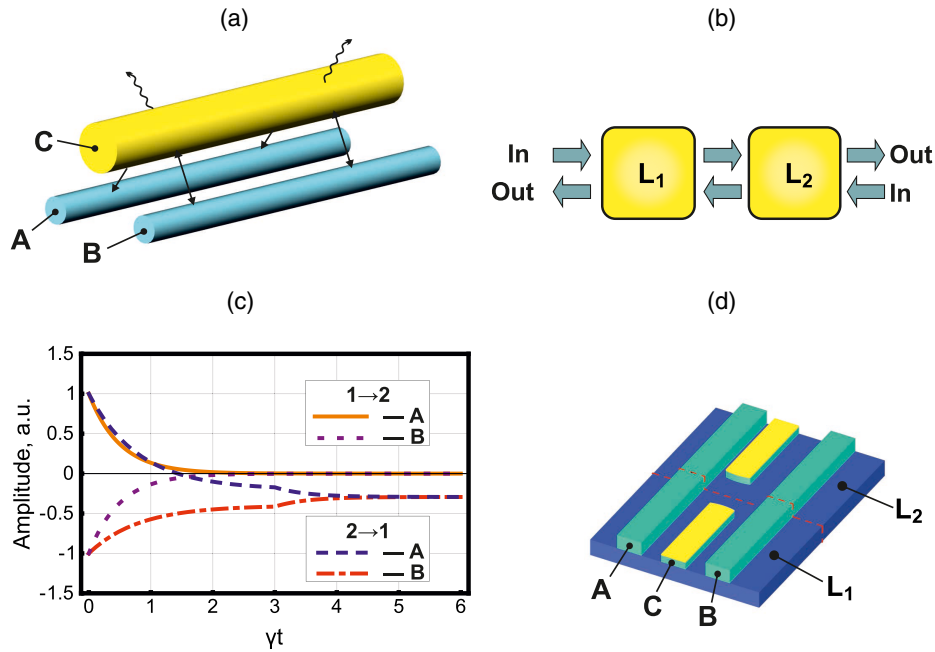 (a)
C
A
B
(b)
In
Out
L₁
L₂
Out
In
(c)
Amplitude, a.u.
1.5
1
0.5
0
-0.5
-1
-1.5
0 1 2 3 4 5 6
γt
1→2
A
B
2→1
A
B
(d)
A
C
B
L₂
L₁